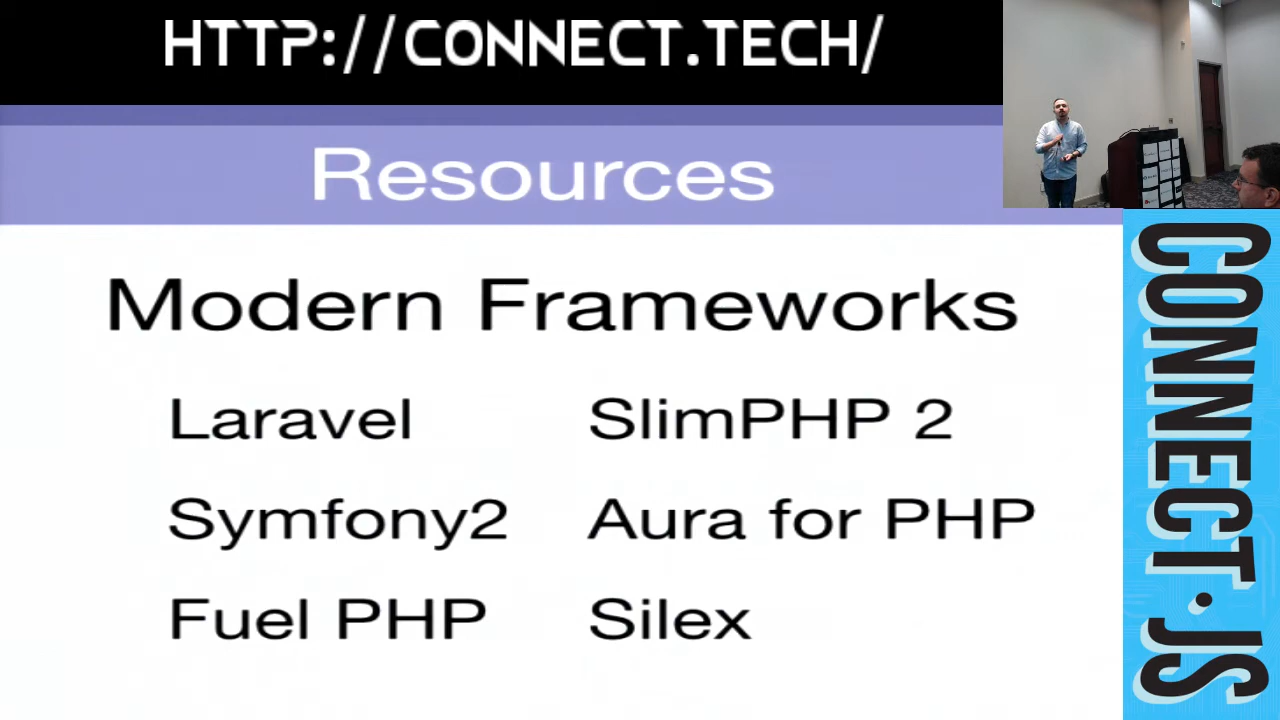 HTTP://CONNECT.TECH/
Resources
Modern Frameworks
Laravel
SlimPHP 2
Symfony2
Aura for PHP
Fuel PHP
Silex
CONNECT·JS